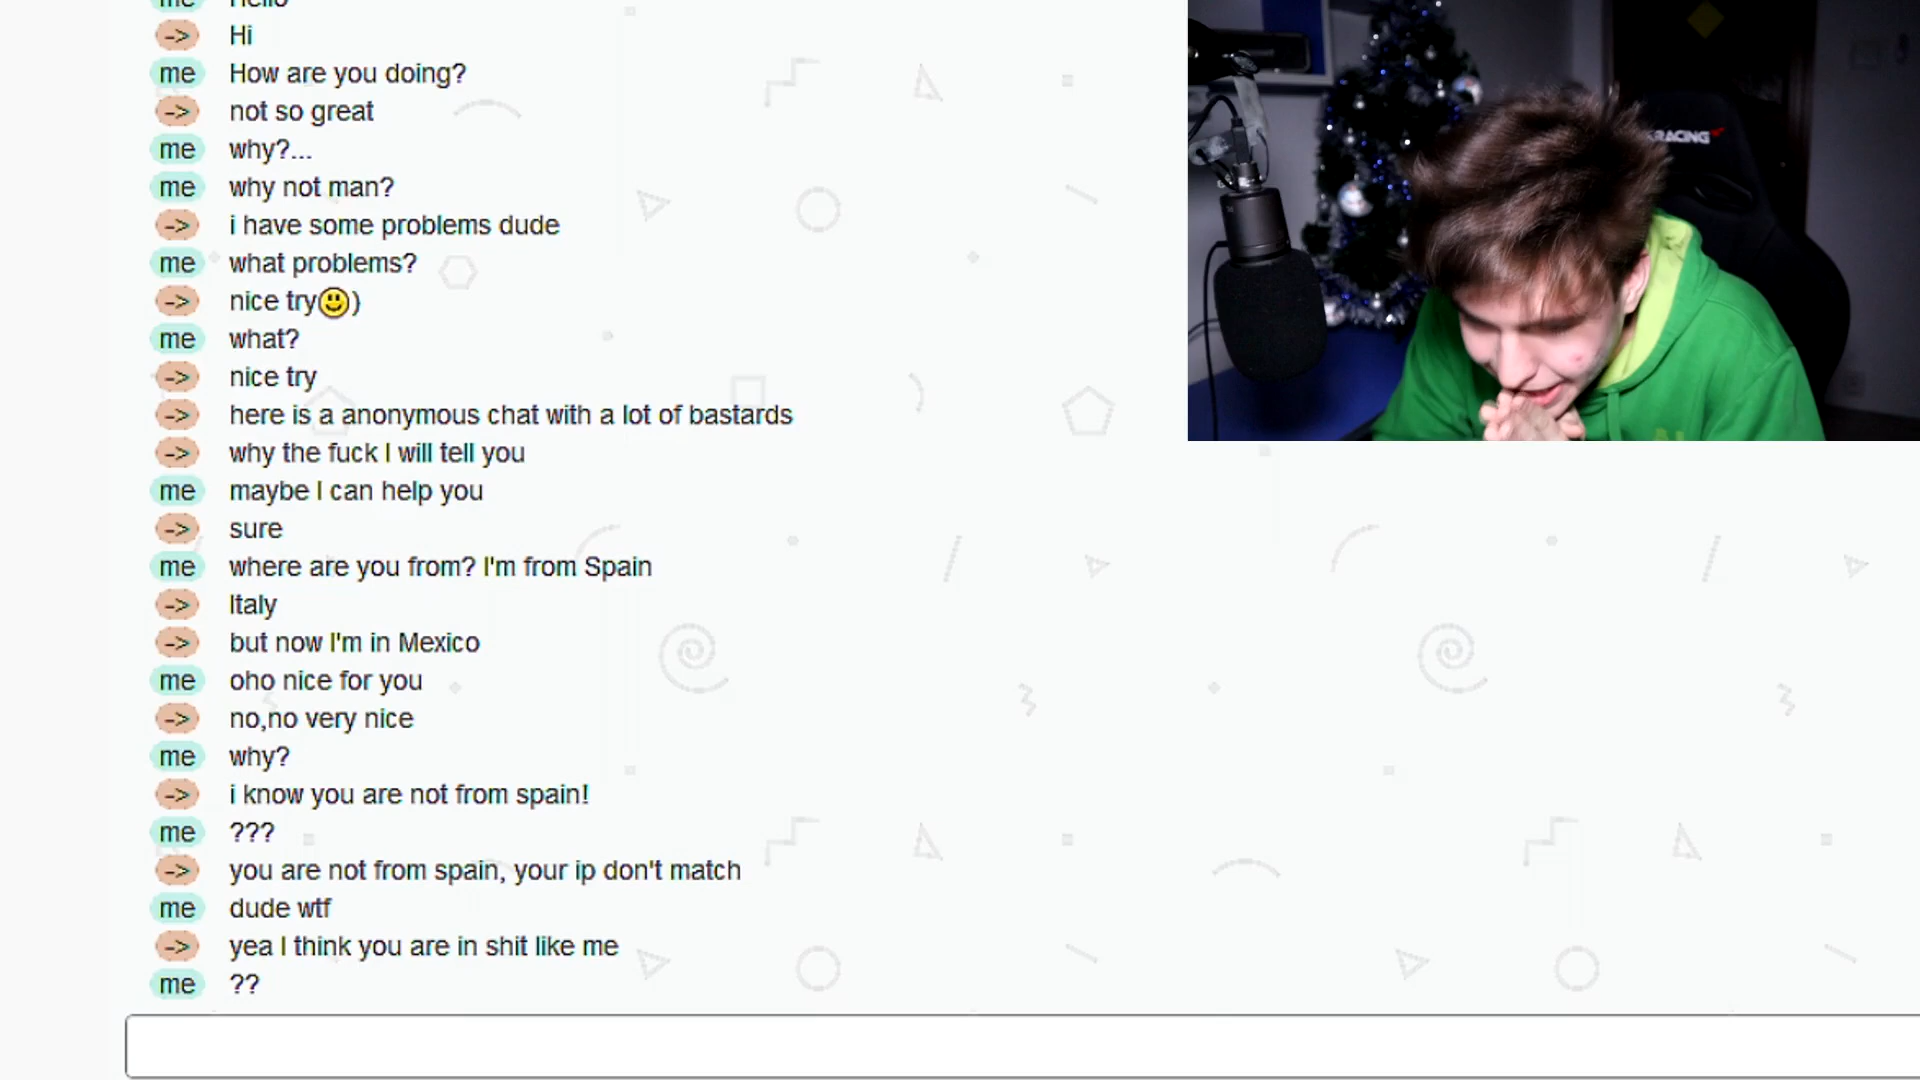 me Hello
-> Hi
me How are you doing?
-> not so great
me why?...
me why not man?
-> i have some problems dude
me what problems?
-> nice try🙂)
me what?
-> nice try
-> here is a anonymous chat with a lot of bastards
-> why the fuck I will tell you
me maybe I can help you
-> sure
me where are you from? I'm from Spain
-> Italy
-> but now I'm in Mexico
me oho nice for you
-> no,no very nice
me why?
-> i know you are not from spain!
me ???
-> you are not from spain, your ip don't match
me dude wtf
-> yea I think you are in shit like me
me ??
RACING